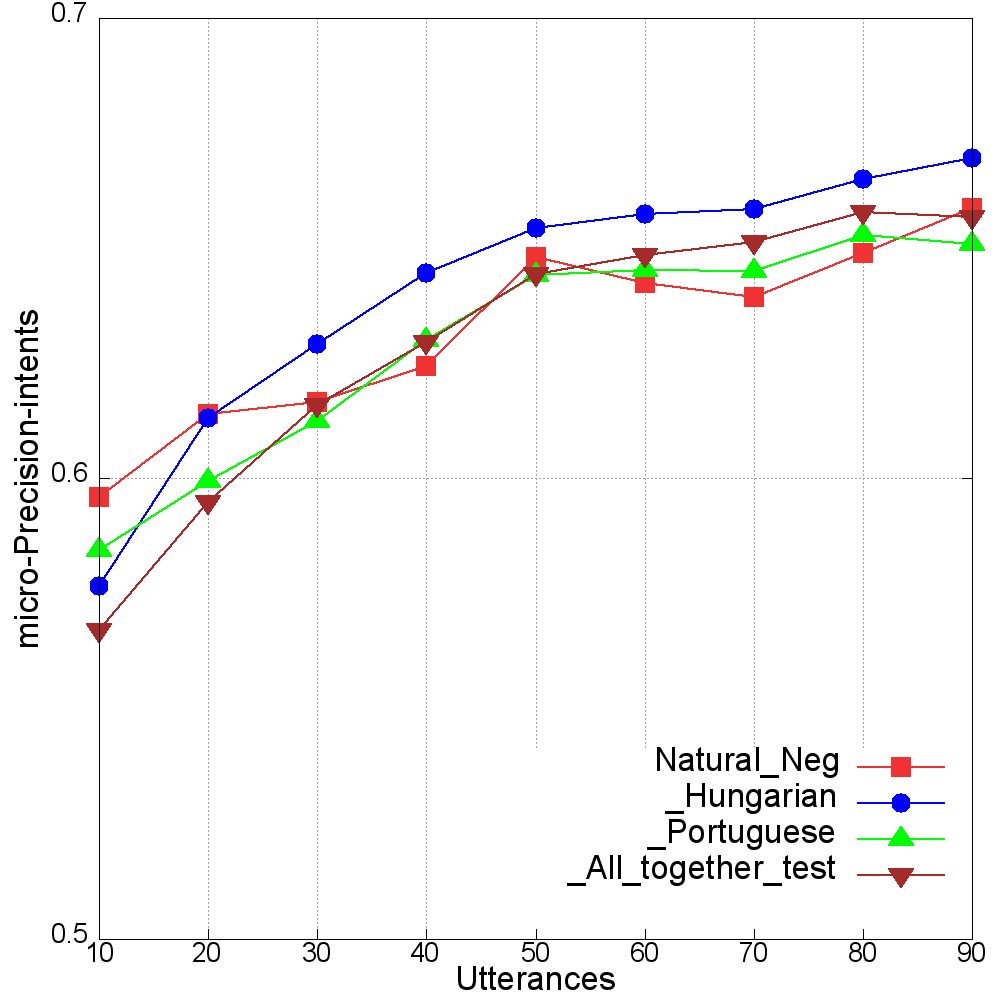 0.7
0.6
0.5
micro-Precision-intents
Natural_Neg
_Hungarian
_Portuguese
_All_together_test
10 20 30 40 50 60 70 80 90
Utterances